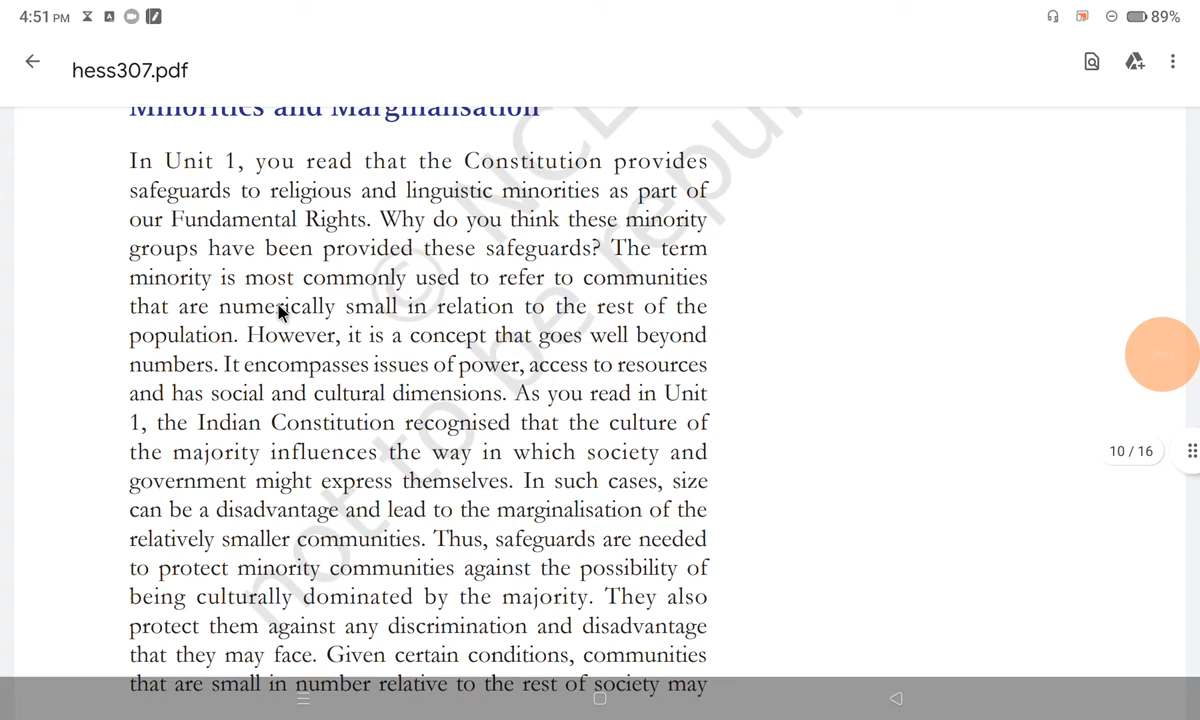 4:51 PM
89%
hess307.pdf
Minorities and Marginalisation
In Unit 1, you read that the Constitution provides
safeguards to religious and linguistic minorities as part of
our Fundamental Rights. Why do you think these minority
groups have been provided these safeguards? The term
minority is most commonly used to refer to communities
that are numerically small in relation to the rest of the
population. However, it is a concept that goes well beyond
numbers. It encompasses issues of power, access to resources
and has social and cultural dimensions. As you read in Unit
1, the Indian Constitution recognised that the culture of
the majority influences the way in which society and
government might express themselves. In such cases, size
can be a disadvantage and lead to the marginalisation of the
relatively smaller communities. Thus, safeguards are needed
to protect minority communities against the possibility of
being culturally dominated by the majority. They also
protect them against any discrimination and disadvantage
that they may face. Given certain conditions, communities
that are small in number relative to the rest of society may
10 / 16
© NCE
not to be repu